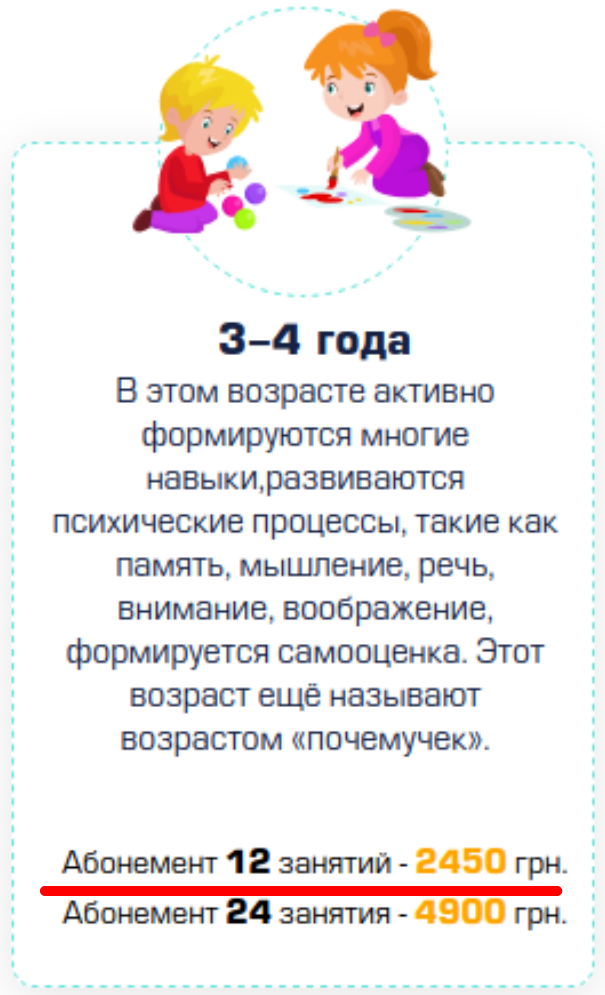 3–4 года
В этом возрасте активно
формируются многие
навыки,развиваются
психические процессы, такие как
память, мышление, речь,
внимание, воображение,
формируется самооценка. Этот
возраст ещё называют
возрастом «почемучек».
Абонемент 12 занятий - 2450 грн.
Абонемент 24 занятия - 4900 грн.